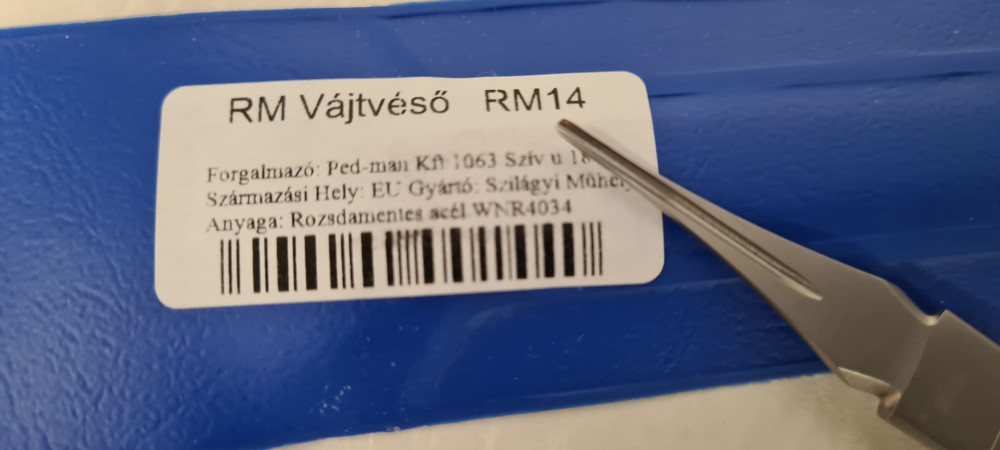 RM Vájtvéső RM14
Forgalmazó: Ped-man Kft 1063 Szív u
Származási Hely: EU Gyártó: Szilágyi Műhely
Anyaga: Rozsdamentes acél WNR4034